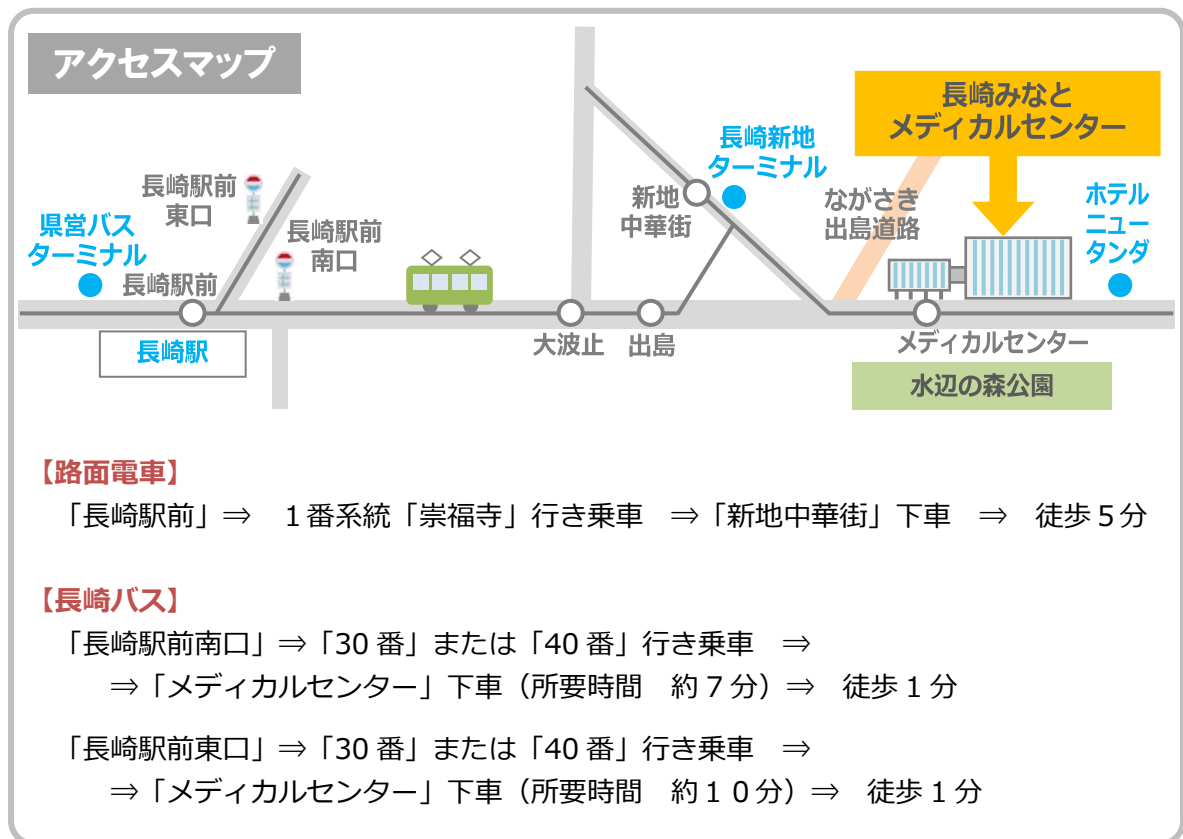 アクセスマップ
長崎みなと
メディカルセンター
長崎新地
ターミナル
新地
中華街
ながさき
出島道路
ホテル
ニュー
タンダ
長崎駅前
東口
長崎駅前
南口
県営バス
ターミナル
長崎駅前
長崎駅
大波止
出島
メディカルセンター
水辺の森公園
【路面電車】
「長崎駅前」⇒　１番系統「崇福寺」行き乗車　⇒「新地中華街」下車　⇒　徒歩５分
【長崎バス】
「長崎駅前南口」⇒「30 番」または「40 番」行き乗車　⇒
⇒「メディカルセンター」下車（所要時間　約７分）⇒　徒歩１分
「長崎駅前東口」⇒「30 番」または「40 番」行き乗車　⇒
⇒「メディカルセンター」下車（所要時間　約１０分）⇒　徒歩１分